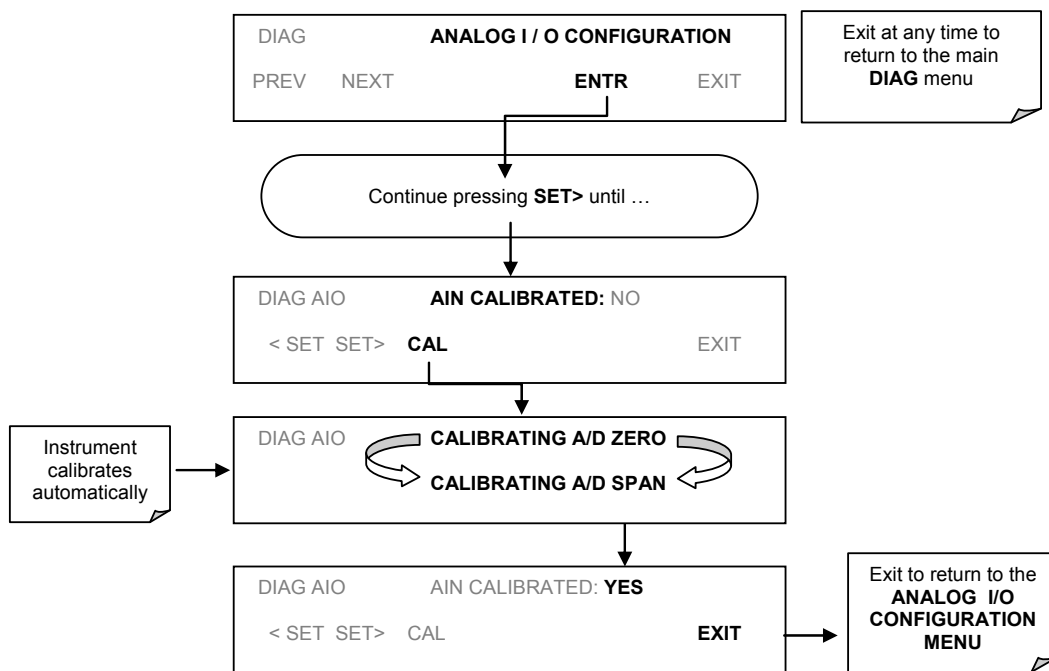 DIAG ANALOG I / O CONFIGURATION
PREV NEXT ENTR EXIT
Exit at any time to
return to the main
DIAG menu
Continue pressing SET> until …
DIAG AIO AIN CALIBRATED: NO
< SET SET> CAL EXIT
Instrument
calibrates
automatically
DIAG AIO CALIBRATING A/D ZERO
CALIBRATING A/D SPAN
DIAG AIO AIN CALIBRATED: YES
< SET SET> CAL EXIT
Exit to return to the
ANALOG I/O
CONFIGURATION
MENU